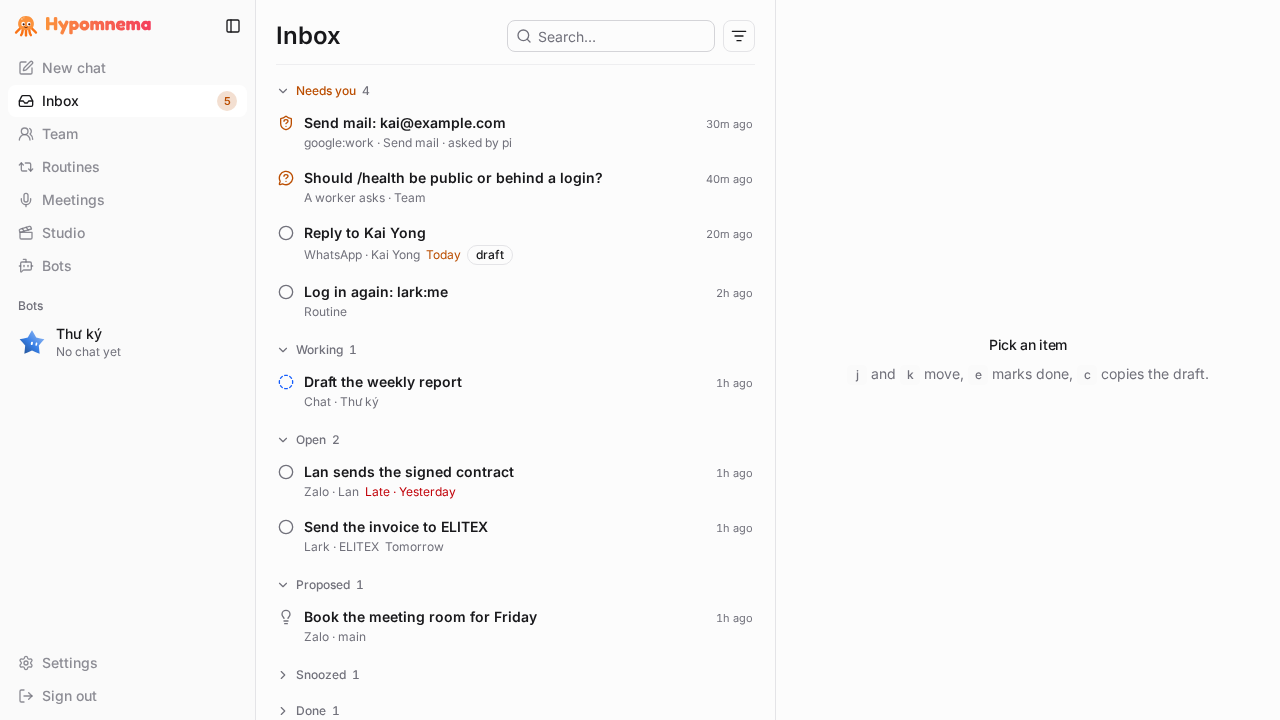 Hypomnema
New chat
Inbox
5
Team
Routines
Meetings
Studio
Bots
Bots
Thư ký
No chat yet
Settings
Sign out
Inbox
Search...
Needs you 4
Send mail: kai@example.com
30m ago
google:work · Send mail · asked by pi
Should /health be public or behind a login?
40m ago
A worker asks · Team
Reply to Kai Yong
20m ago
WhatsApp · Kai Yong Today draft
Log in again: lark:me
2h ago
Routine
Working 1
Draft the weekly report
1h ago
Chat · Thư ký
Open 2
Lan sends the signed contract
1h ago
Zalo · Lan Late · Yesterday
Send the invoice to ELITEX
1h ago
Lark · ELITEX Tomorrow
Proposed 1
Book the meeting room for Friday
1h ago
Zalo · main
Snoozed 1
Done 1
Pick an item
j and k move, e marks done, c copies the draft.